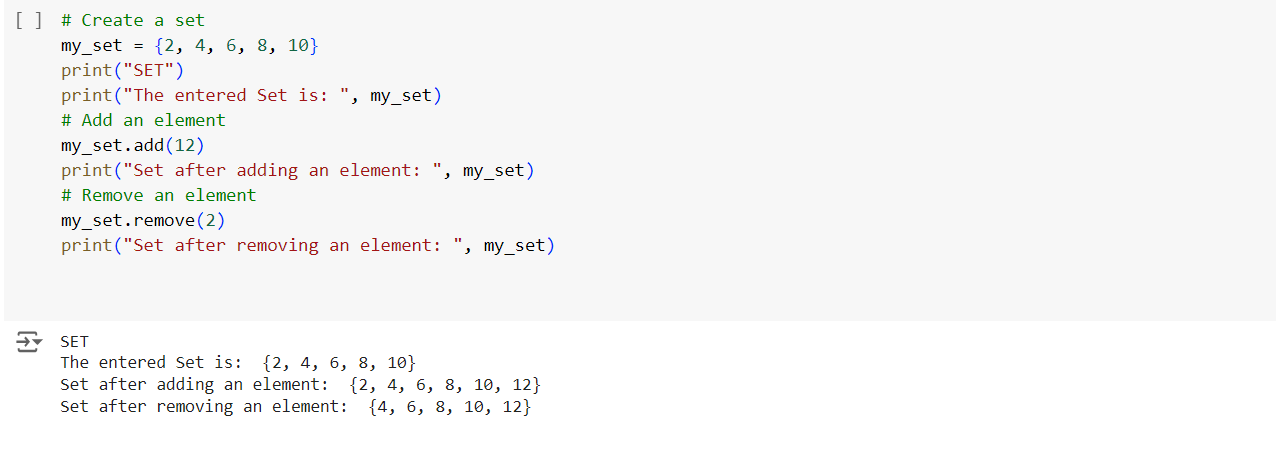 [ ] # Create a set
my_set = {2, 4, 6, 8, 10}
print("SET")
print("The entered Set is: ", my_set)
# Add an element
my_set.add(12)
print("Set after adding an element: ", my_set)
# Remove an element
my_set.remove(2)
print("Set after removing an element: ", my_set)
SET
The entered Set is:  {2, 4, 6, 8, 10}
Set after adding an element:  {2, 4, 6, 8, 10, 12}
Set after removing an element:  {4, 6, 8, 10, 12}